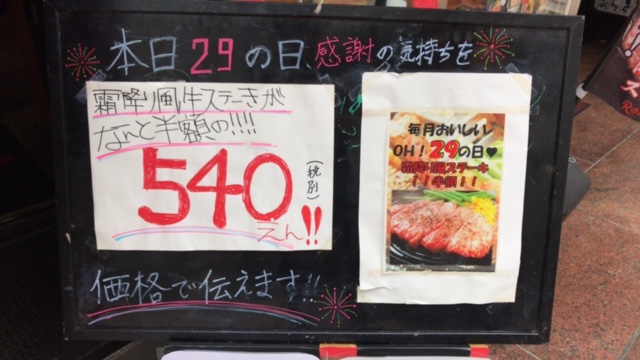 本日29の日、感謝の気持ちを
霜降り風牛ステーきが
なんと半額の!!!!
540
(税別)
えん!!
価格で伝えます!!
毎月おいしい
OH！29の日♥
霜降り風ステーキ
！！半額！！